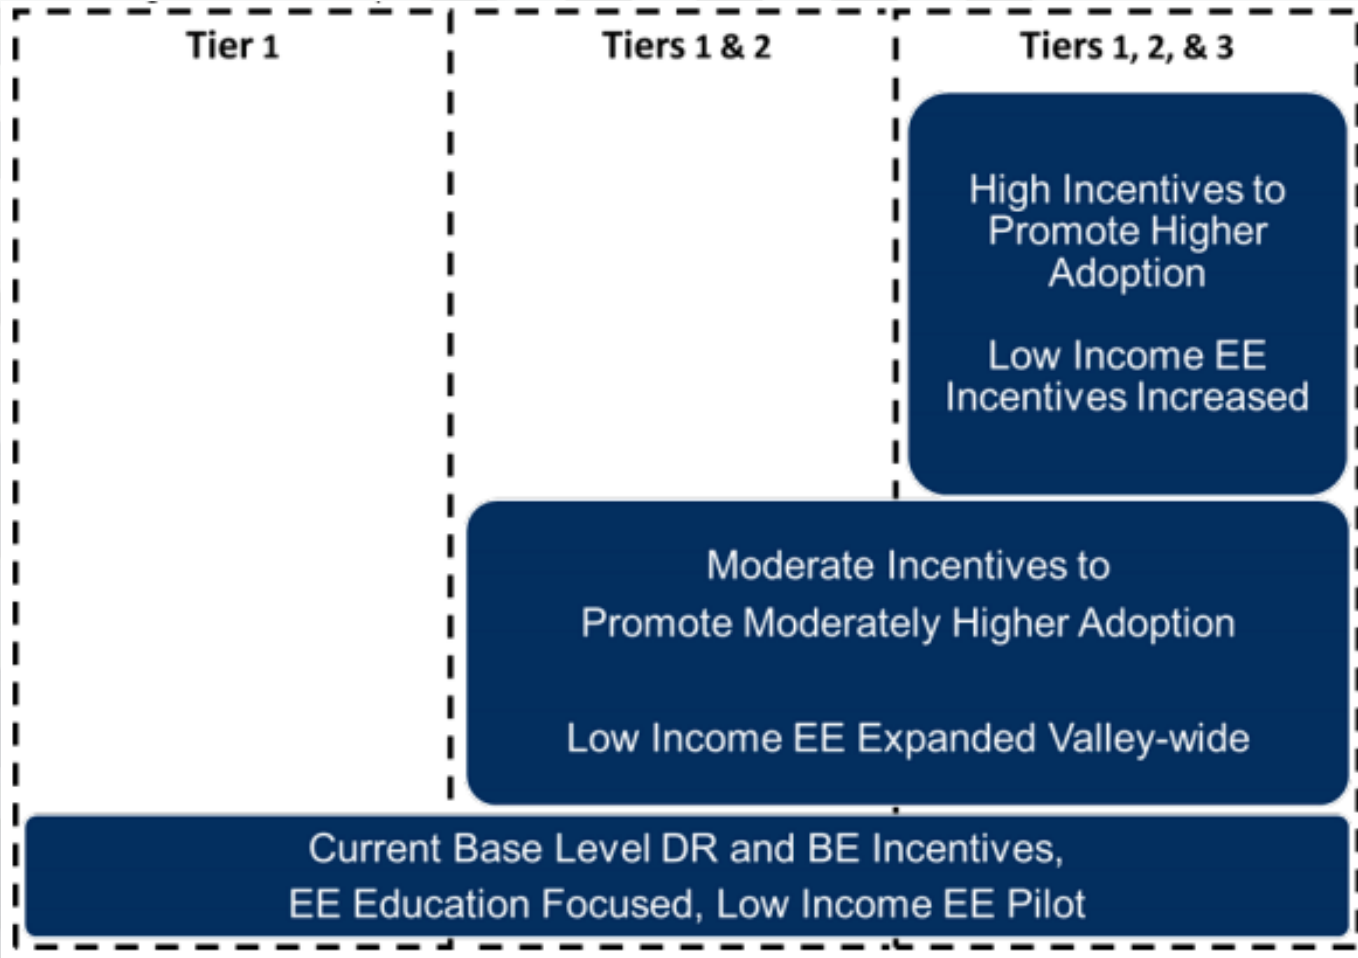 Tier 1
Tiers 1 & 2
Tiers 1, 2, & 3
High Incentives to
Promote Higher
Adoption
Low Income EE
Incentives Increased
Moderate Incentives to
Promote Moderately Higher Adoption
Low Income EE Expanded Valley-wide
Current Base Level DR and BE Incentives,
EE Education Focused, Low Income EE Pilot